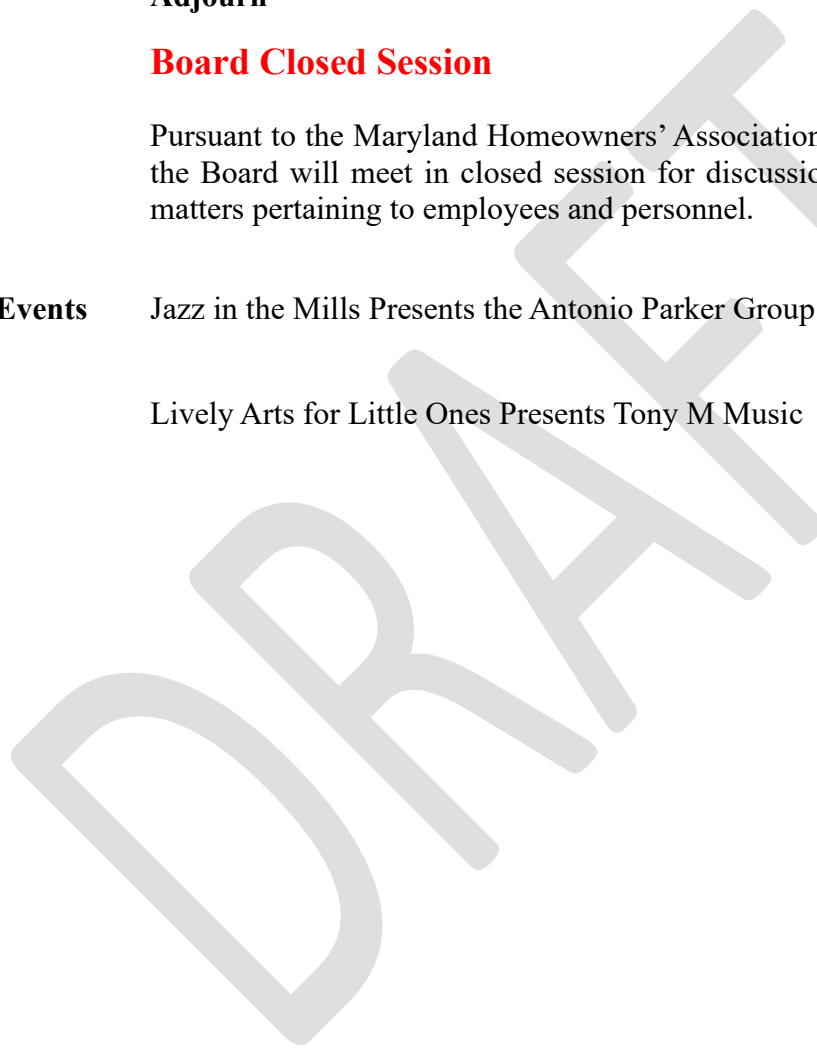 Adjourn
Board Closed Session
Pursuant to the Maryland Homeowners’ Association
the Board will meet in closed session for discussio
matters pertaining to employees and personnel.
Events Jazz in the Mills Presents the Antonio Parker Group
Lively Arts for Little Ones Presents Tony M Music
DRAFT